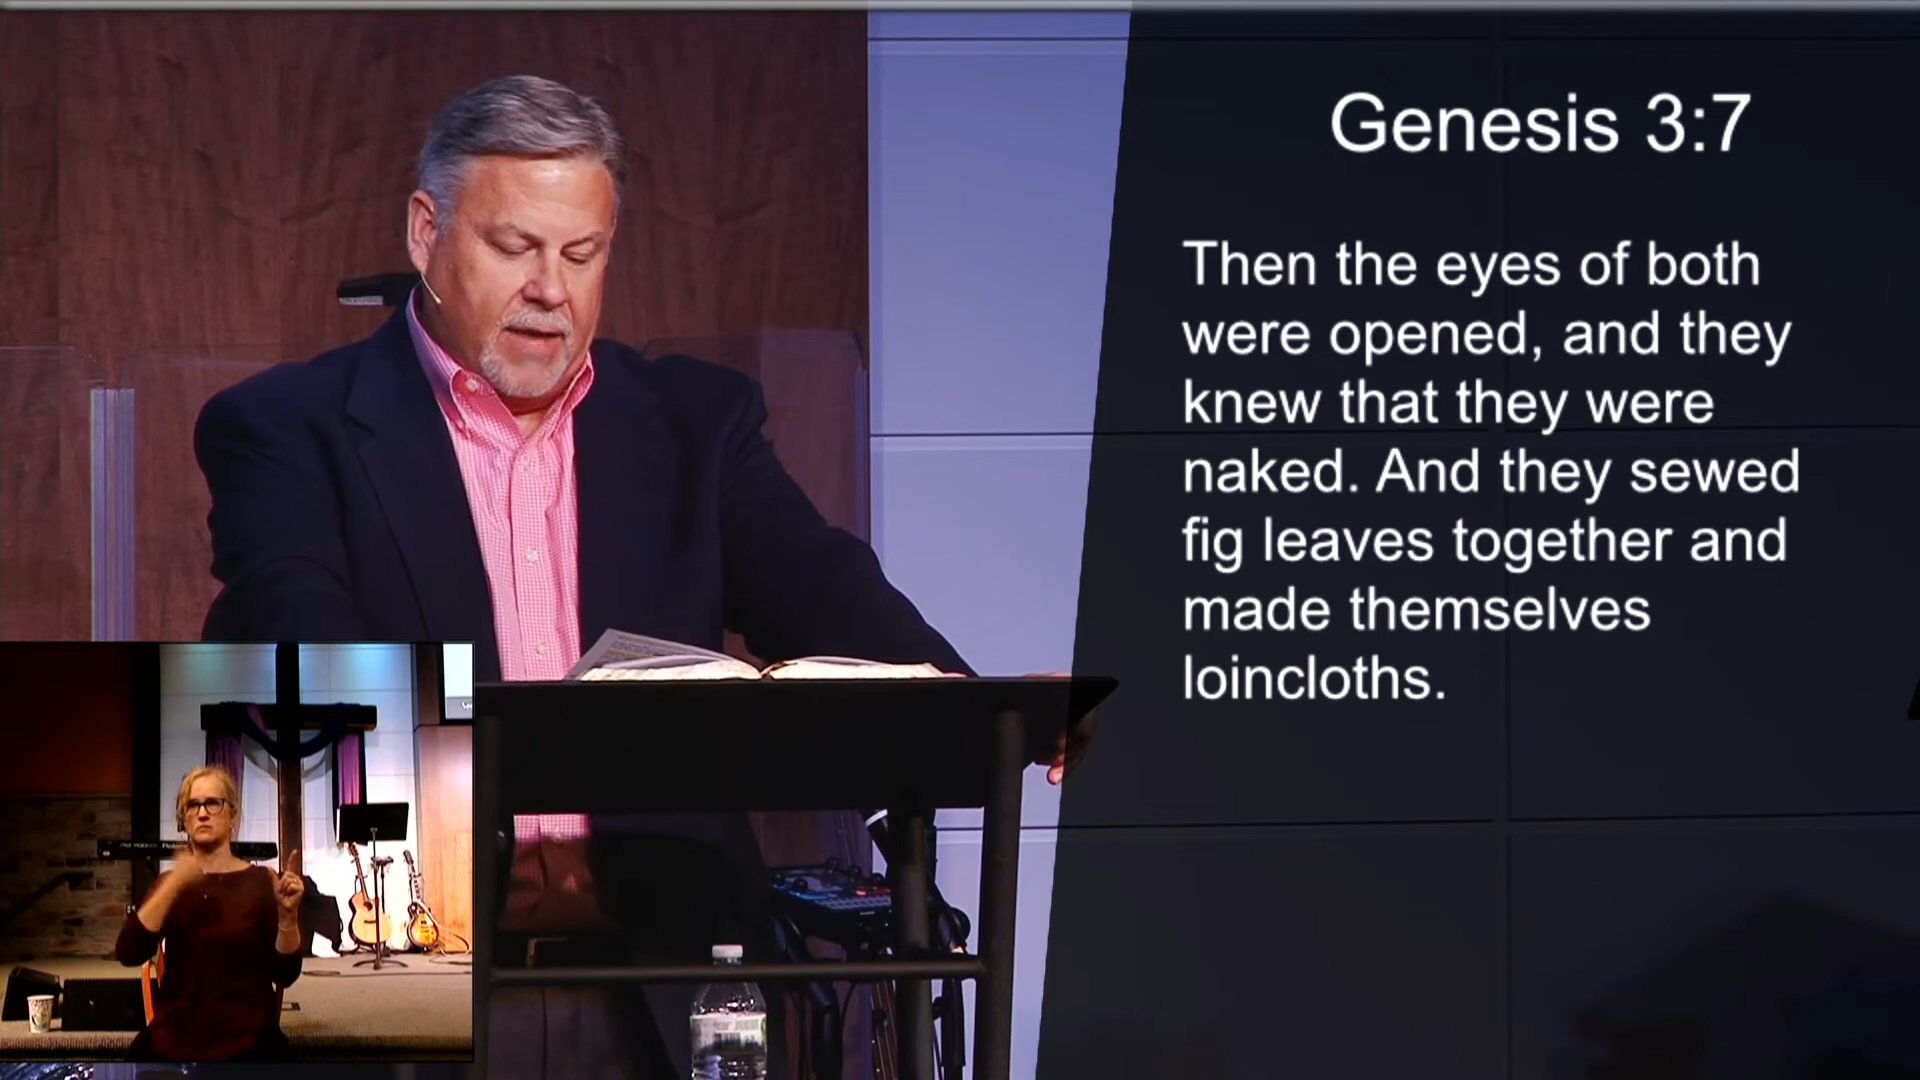 Genesis 3:7
Then the eyes of both
were opened, and they
knew that they were
naked. And they sewed
fig leaves together and
made themselves
loincloths.